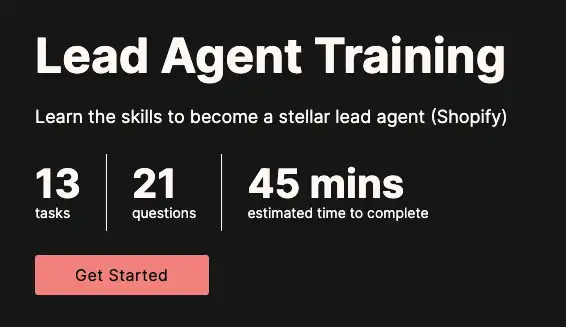 Lead Agent Training
Learn the skills to become a stellar lead agent (Shopify)
13
tasks
21
questions
45 mins
estimated time to complete
Get Started